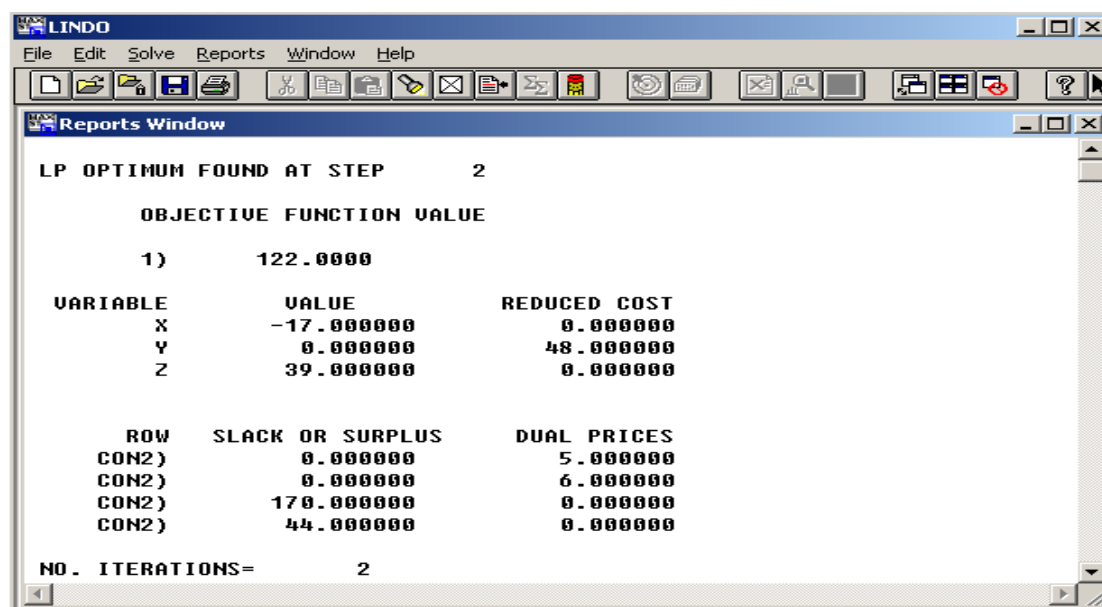 LINDO
File Edit Solve Reports Window Help
Reports Window
LP OPTIMUM FOUND AT STEP 2
OBJECTIVE FUNCTION VALUE
1) 122.0000
VARIABLE VALUE REDUCED COST
X -17.000000 0.000000
Y 0.000000 48.000000
Z 39.000000 0.000000
ROW SLACK OR SURPLUS DUAL PRICES
CON2) 0.000000 5.000000
CON2) 0.000000 6.000000
CON2) 170.000000 0.000000
CON2) 44.000000 0.000000
NO. ITERATIONS= 2